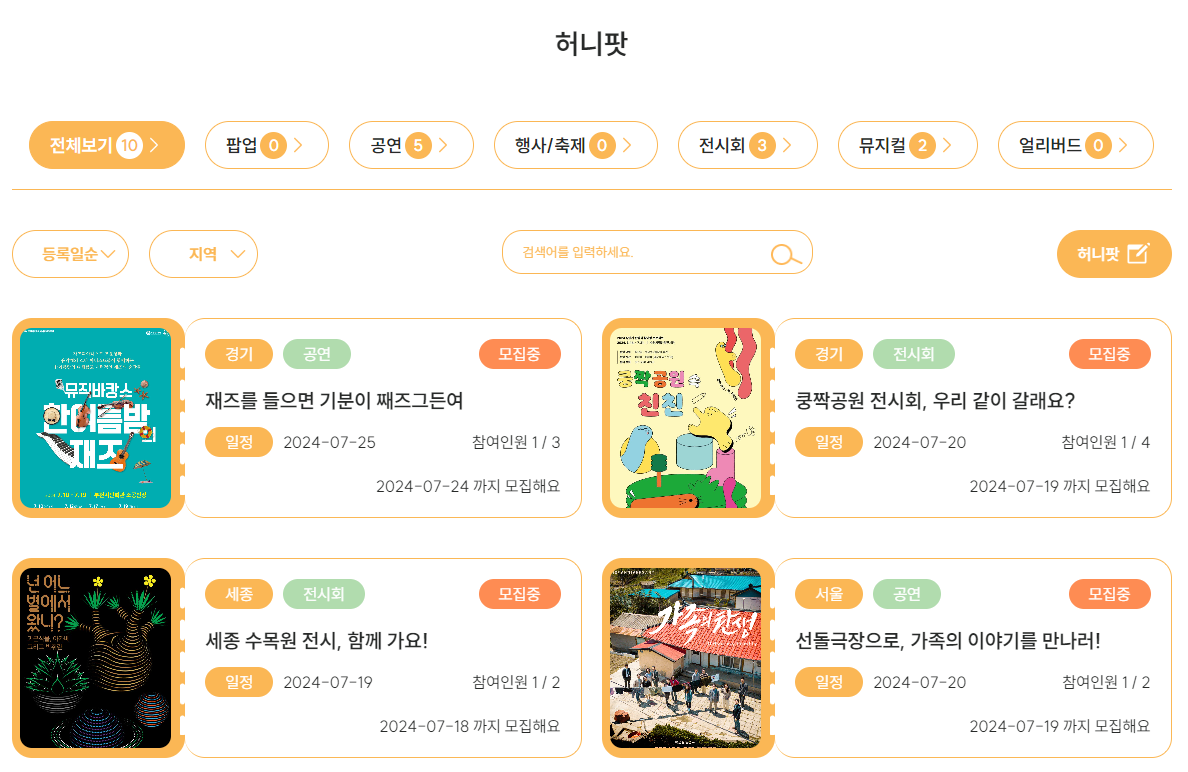 허니팟
전체보기 10
팝업 0
공연 5
행사/축제 0
전시회 3
뮤지컬 2
얼리버드 0
등록일순
지역
검색어를 입력하세요.
허니팟
뮤직바캉스
한여름밤
재즈
경기 공연 모집중
재즈를 들으면 기분이 째즈그든여
일정 2024-07-25 참여인원 1 / 3
2024-07-24 까지 모집해요
쿵짝공원
친친
경기 전시회 모집중
쿵짝공원 전시회, 우리 같이 갈래요?
일정 2024-07-20 참여인원 1 / 4
2024-07-19 까지 모집해요
넌 어느
별에서
왔니?
세종 전시회 모집중
세종 수목원 전시, 함께 가요!
일정 2024-07-19 참여인원 1 / 2
2024-07-18 까지 모집해요
가족의 탄생
서울 공연 모집중
선돌극장으로, 가족의 이야기를 만나러!
일정 2024-07-20 참여인원 1 / 2
2024-07-19 까지 모집해요